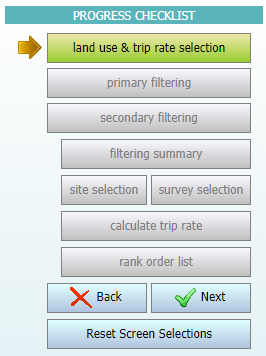 PROGRESS CHECKLIST
land use & trip rate selection
primary filtering
secondary filtering
filtering summary
site selection survey selection
calculate trip rate
rank order list
Back Next
Reset Screen Selections